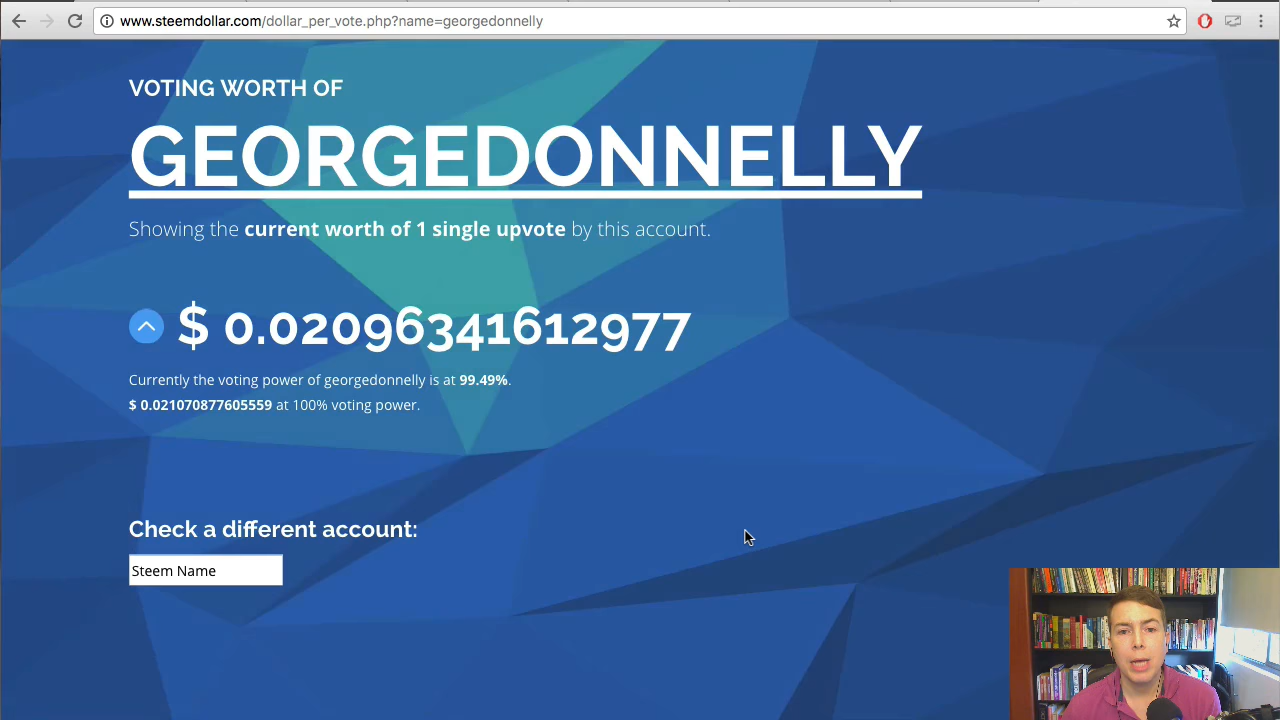 www.steemdollar.com/dollar_per_vote.php?name=georgedonnelly
VOTING WORTH OF
GEORGEDONNELLY
Showing the current worth of 1 single upvote by this account.
$ 0.02096341612977
Currently the voting power of georgedonnelly is at 99.49%.
$ 0.021070877605559 at 100% voting power.
Check a different account:
Steem Name